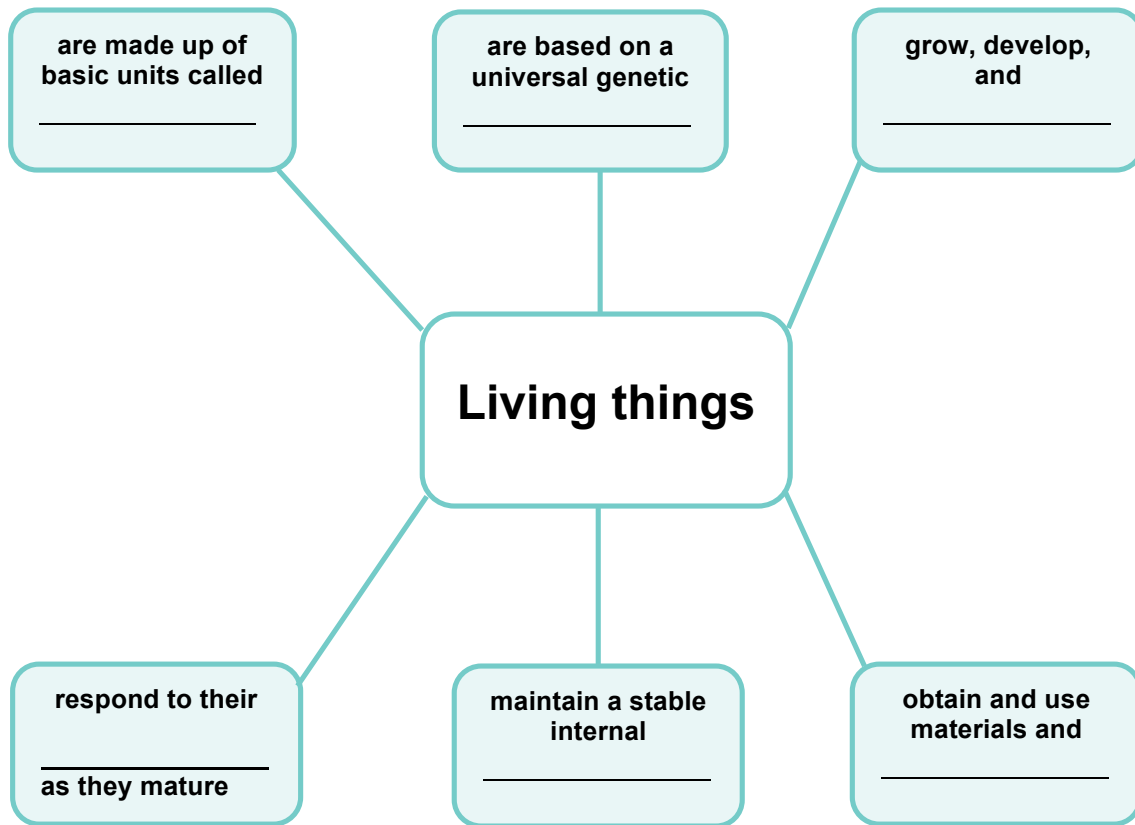 are made up of
basic units called
are based on a
universal genetic
grow, develop,
and
Living things
respond to their
as they mature
maintain a stable
internal
obtain and use
materials and